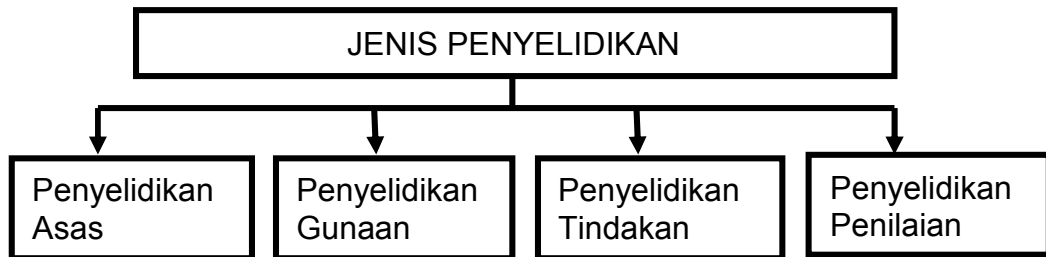 JENIS PENYELIDIKAN
Penyelidikan
Asas
Penyelidikan
Gunaan
Penyelidikan
Tindakan
Penyelidikan
Penilaian